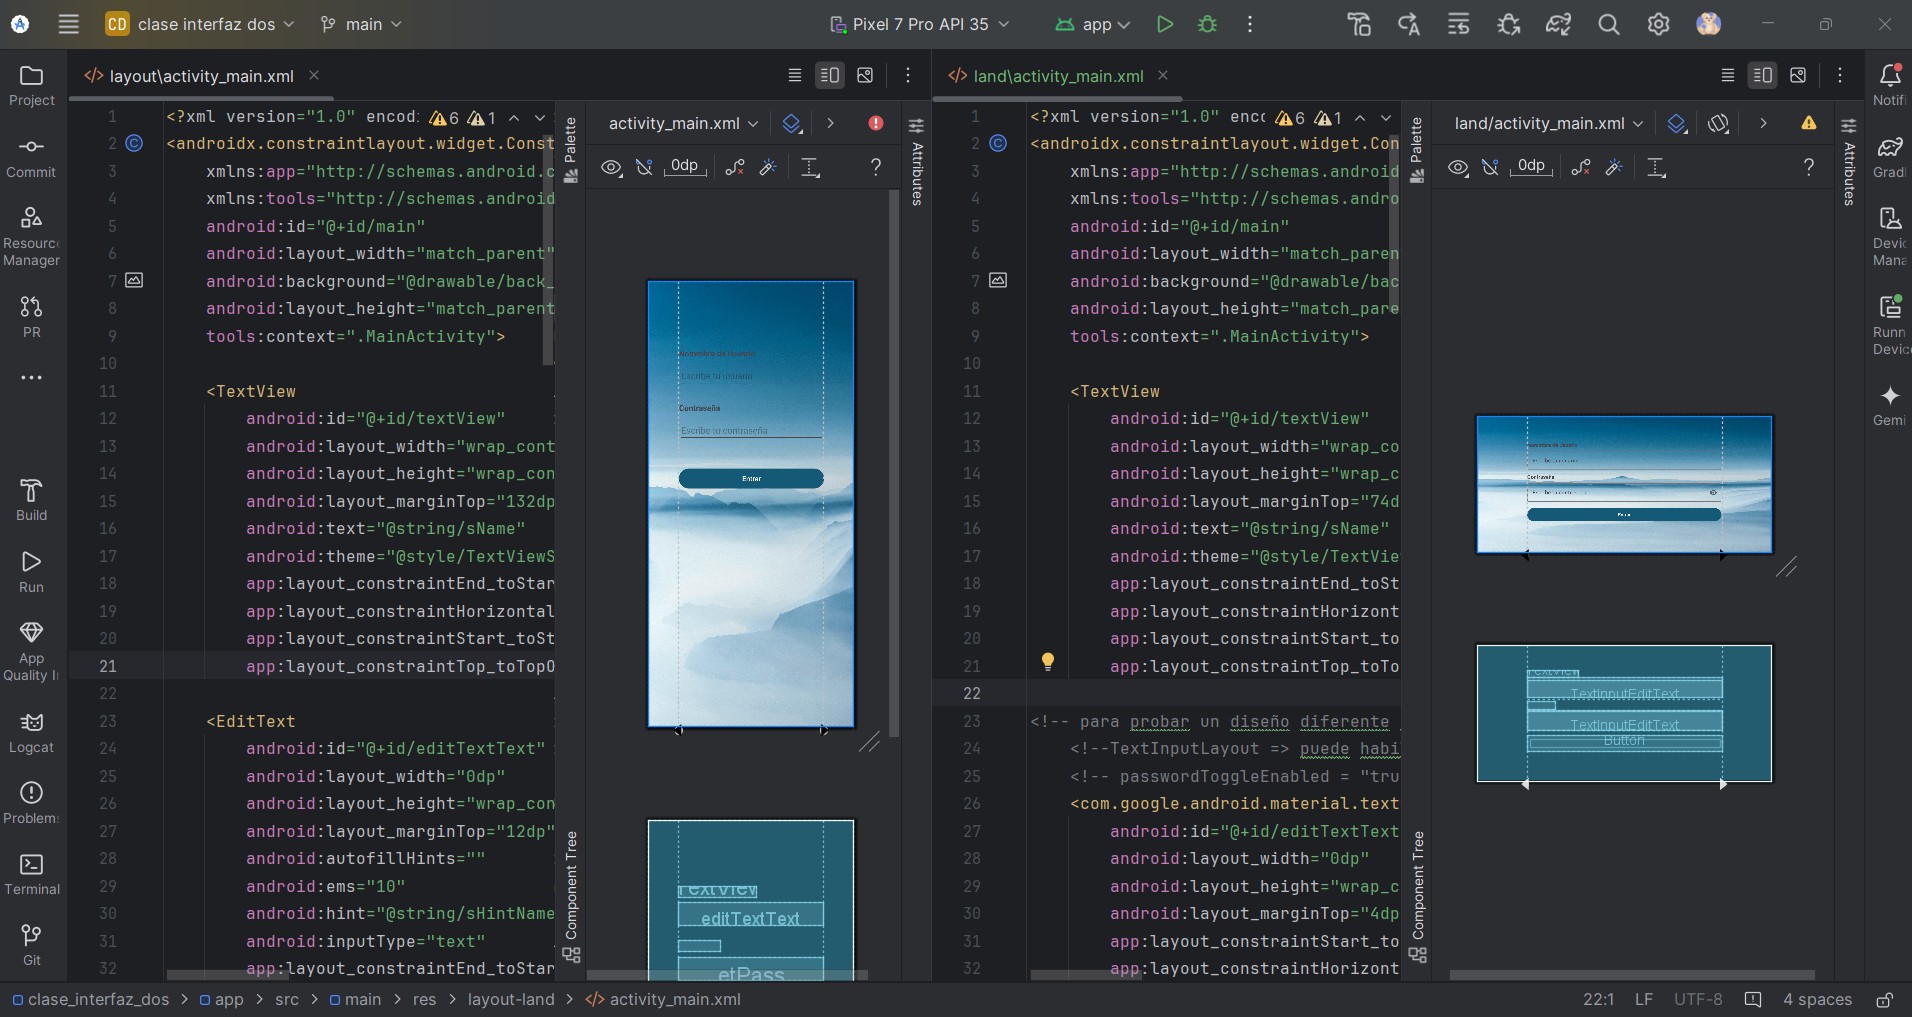 CD clase interfaz dos main Pixel 7 Pro API 35 app
Project
Commit
Resourc
Manager
PR
Build
Run
App
Quality I
Logcat
Problem
Terminal
Git
layout\activity_main.xml
1 <?xml version="1.0" encod: 6 1
2 <androidx.constraintlayout.widget.Const
3 xmlns:app="http://schemas.android.c
4 xmlns:tools="http://schemas.android
5 android:id="@+id/main"
6 android:layout_width="match_parent"
7 android:background="@drawable/back_
8 android:layout_height="match_parent
9 tools:context=".MainActivity">
10
11 <TextView
12 android:id="@+id/textView"
13 android:layout_width="wrap_cont
14 android:layout_height="wrap_con
15 android:layout_marginTop="132dp
16 android:text="@string/sName"
17 android:theme="@style/TextViewS
18 app:layout_constraintEnd_toStar
19 app:layout_constraintHorizontal
20 app:layout_constraintStart_toSt
21 app:layout_constraintTop_toTopO
22
23 <EditText
24 android:id="@+id/editTextText"
25 android:layout_width="0dp"
26 android:layout_height="wrap_con
27 android:layout_marginTop="12dp"
28 android:autofillHints=""
29 android:ems="10"
30 android:hint="@string/sHintName
31 android:inputType="text"
32 app:layout_constraintEnd_toStar
Palette
Component Tree
activity_main.xml
0dp
?
Attributes
Nommbre de Usuario
Escribe tu usuario
Contraseña
Escribe tu contraseña
Entrar
TextView
editTextText
etPass
land\activity_main.xml
1 <?xml version="1.0" enc 6 1
2 <androidx.constraintlayout.widget.Con
3 xmlns:app="http://schemas.android
4 xmlns:tools="http://schemas.andro
5 android:id="@+id/main"
6 android:layout_width="match_paren
7 android:background="@drawable/bac
8 android:layout_height="match_pare
9 tools:context=".MainActivity">
10
11 <TextView
12 android:id="@+id/textView"
13 android:layout_width="wrap_co
14 android:layout_height="wrap_c
15 android:layout_marginTop="74d
16 android:text="@string/sName"
17 android:theme="@style/TextVie
18 app:layout_constraintEnd_toSt
19 app:layout_constraintHorizont
20 app:layout_constraintStart_to
21 app:layout_constraintTop_toTo
22
23 <!-- para probar un diseño diferente
24 <!--TextInputLayout => puede habi
25 <!-- passwordToggleEnabled = "tru
26 <com.google.android.material.text
27 android:id="@+id/editTextText
28 android:layout_width="0dp"
29 android:layout_height="wrap_c
30 android:layout_marginTop="4dp
31 app:layout_constraintStart_to
32 app:layout_constraintHorizont
Palette
Component Tree
land/activity_main.xml
0dp
?
Attributes
Contraseña
TextView
TextInputEditText
TextInputEditText
Button
Notifi
Gradl
Devic
Mana
Runn
Devic
Gemi
clase_interfaz_dos > app > src > main > res > layout-land > activity_main.xml
22:1 LF UTF-8 4 spaces